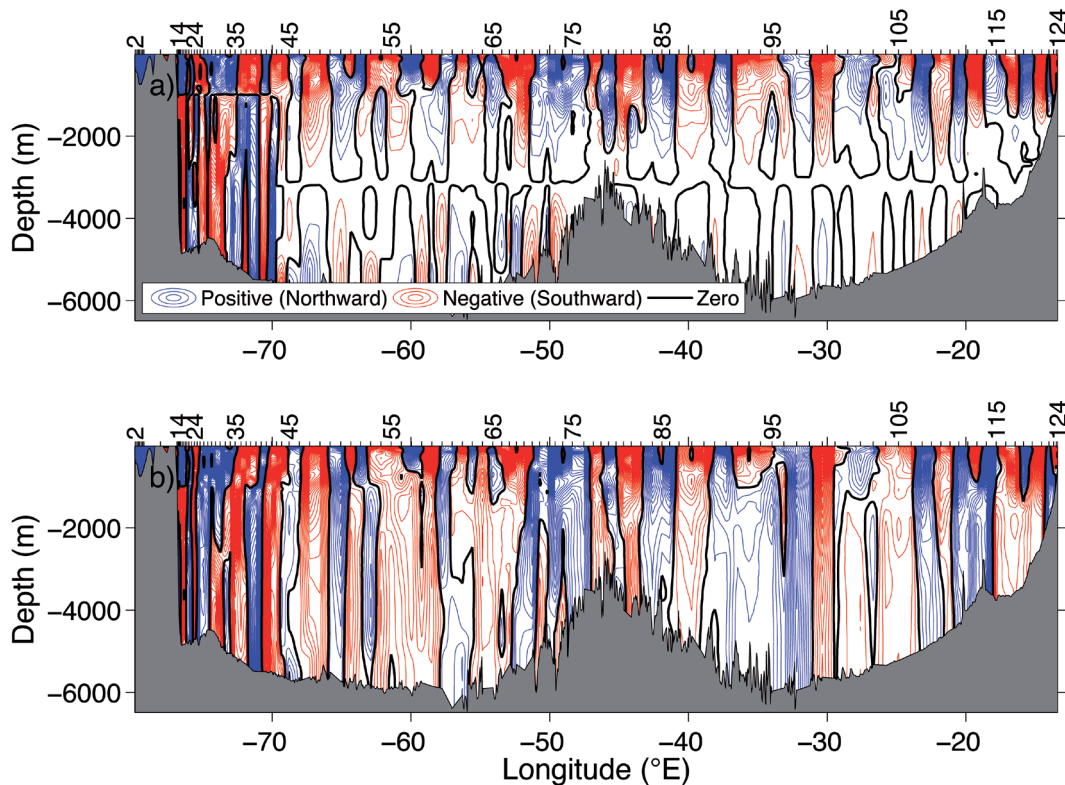 2 14 24 35 45 55 65 75 85 95 105 115 124
a)
Depth (m)
−2000
−4000
−6000
Positive (Northward) Negative (Southward) Zero
−70 −60 −50 −40 −30 −20
2 14 24 35 45 55 65 75 85 95 105 115 124
b)
Depth (m)
−2000
−4000
−6000
−70 −60 −50 −40 −30 −20
Longitude (°E)